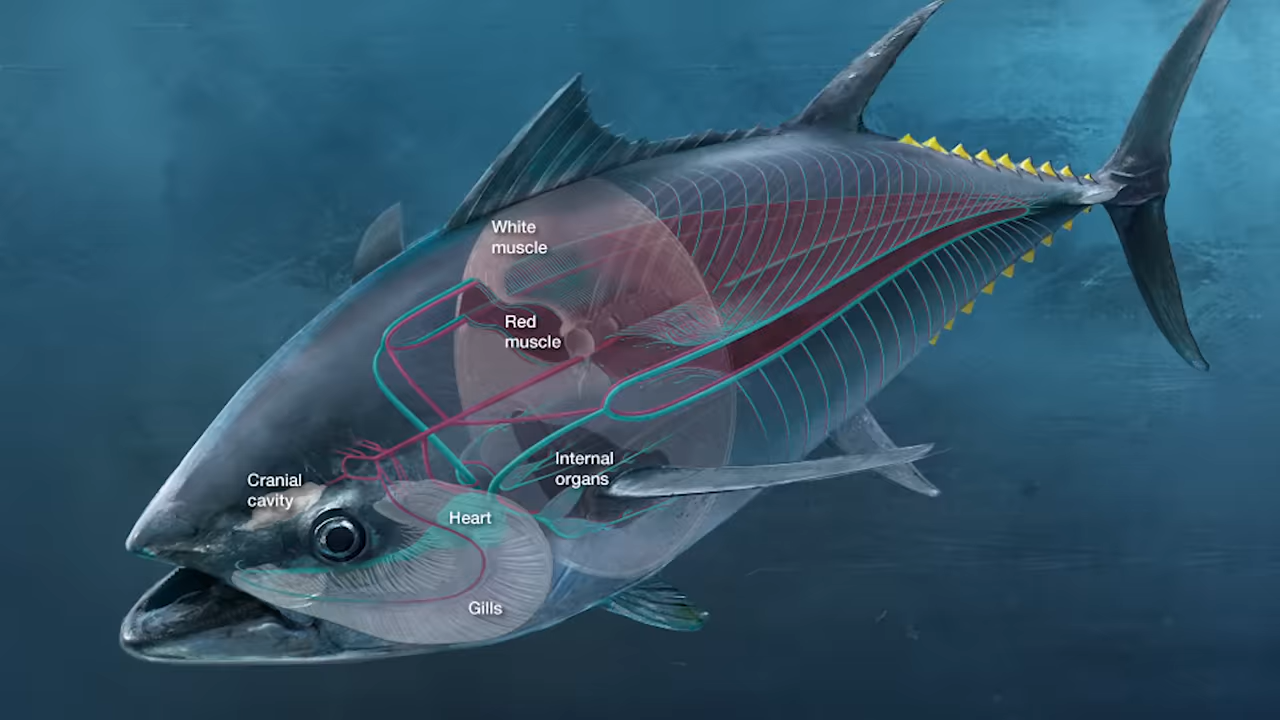 White
muscle
Red
muscle
Internal
organs
Cranial
cavity
Heart
Gills